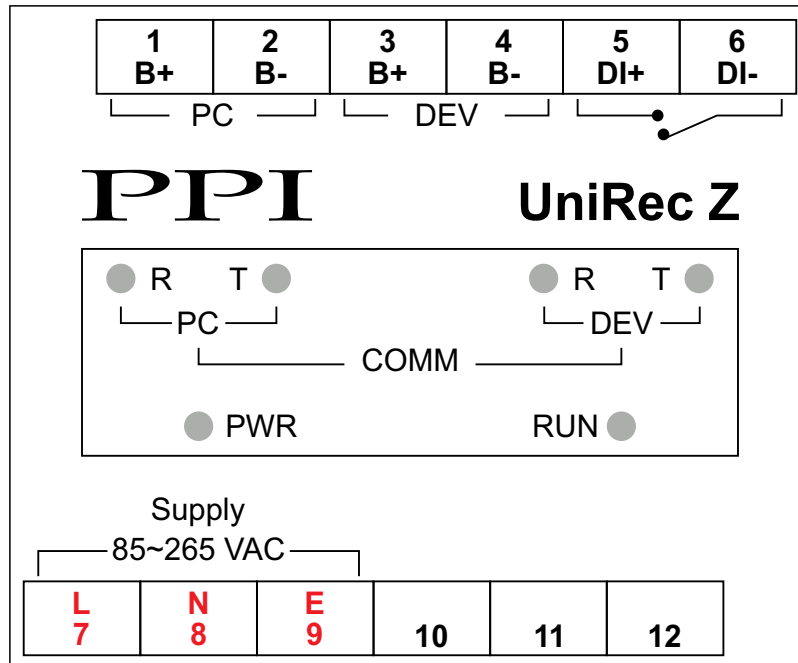 1 2 3 4 5 6
B+ B- B+ B- DI+ DI-
PC DEV
PPI UniRec Z
R T R T
PC DEV
COMM
PWR RUN
Supply
85~265 VAC
L N E
7 8 9 10 11 12